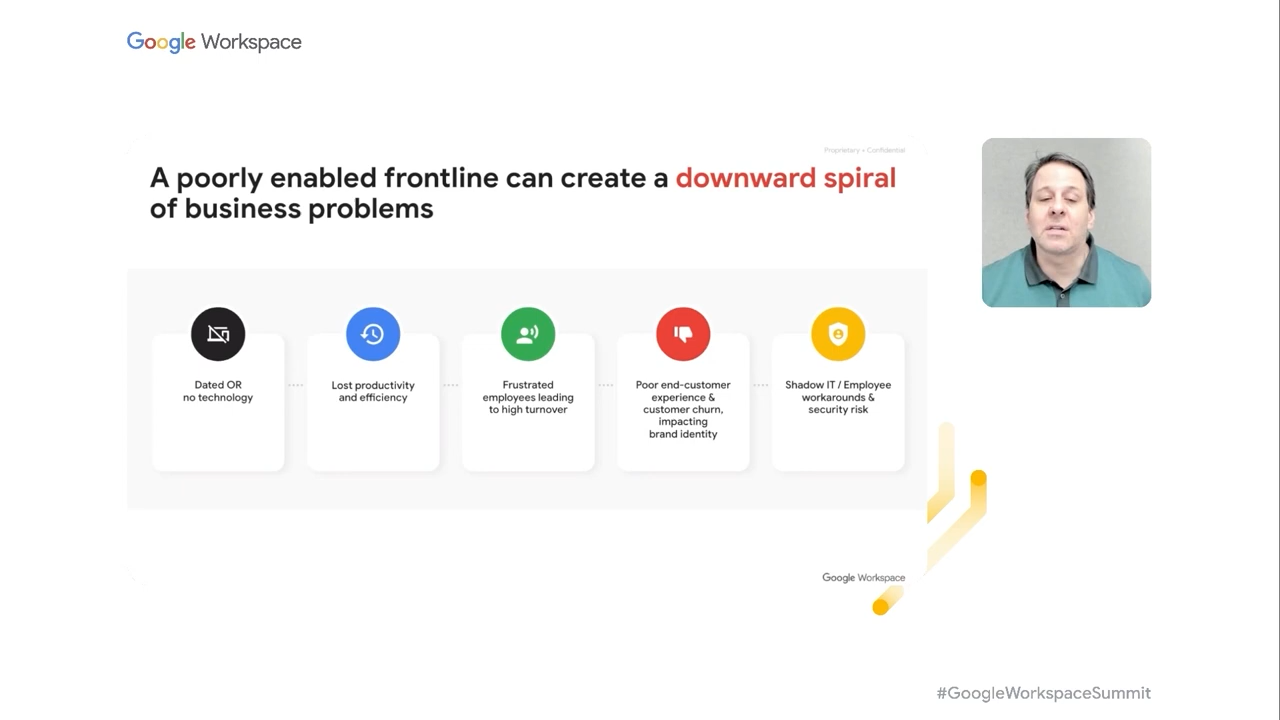 Google Workspace
Proprietary + Confidential
A poorly enabled frontline can create a downward spiral
of business problems
Dated OR
no technology
Lost productivity
and efficiency
Frustrated
employees leading
to high turnover
Poor end-customer
experience &
customer churn,
impacting
brand identity
Shadow IT / Employee
workarounds &
security risk
Google Workspace
#GoogleWorkspaceSummit